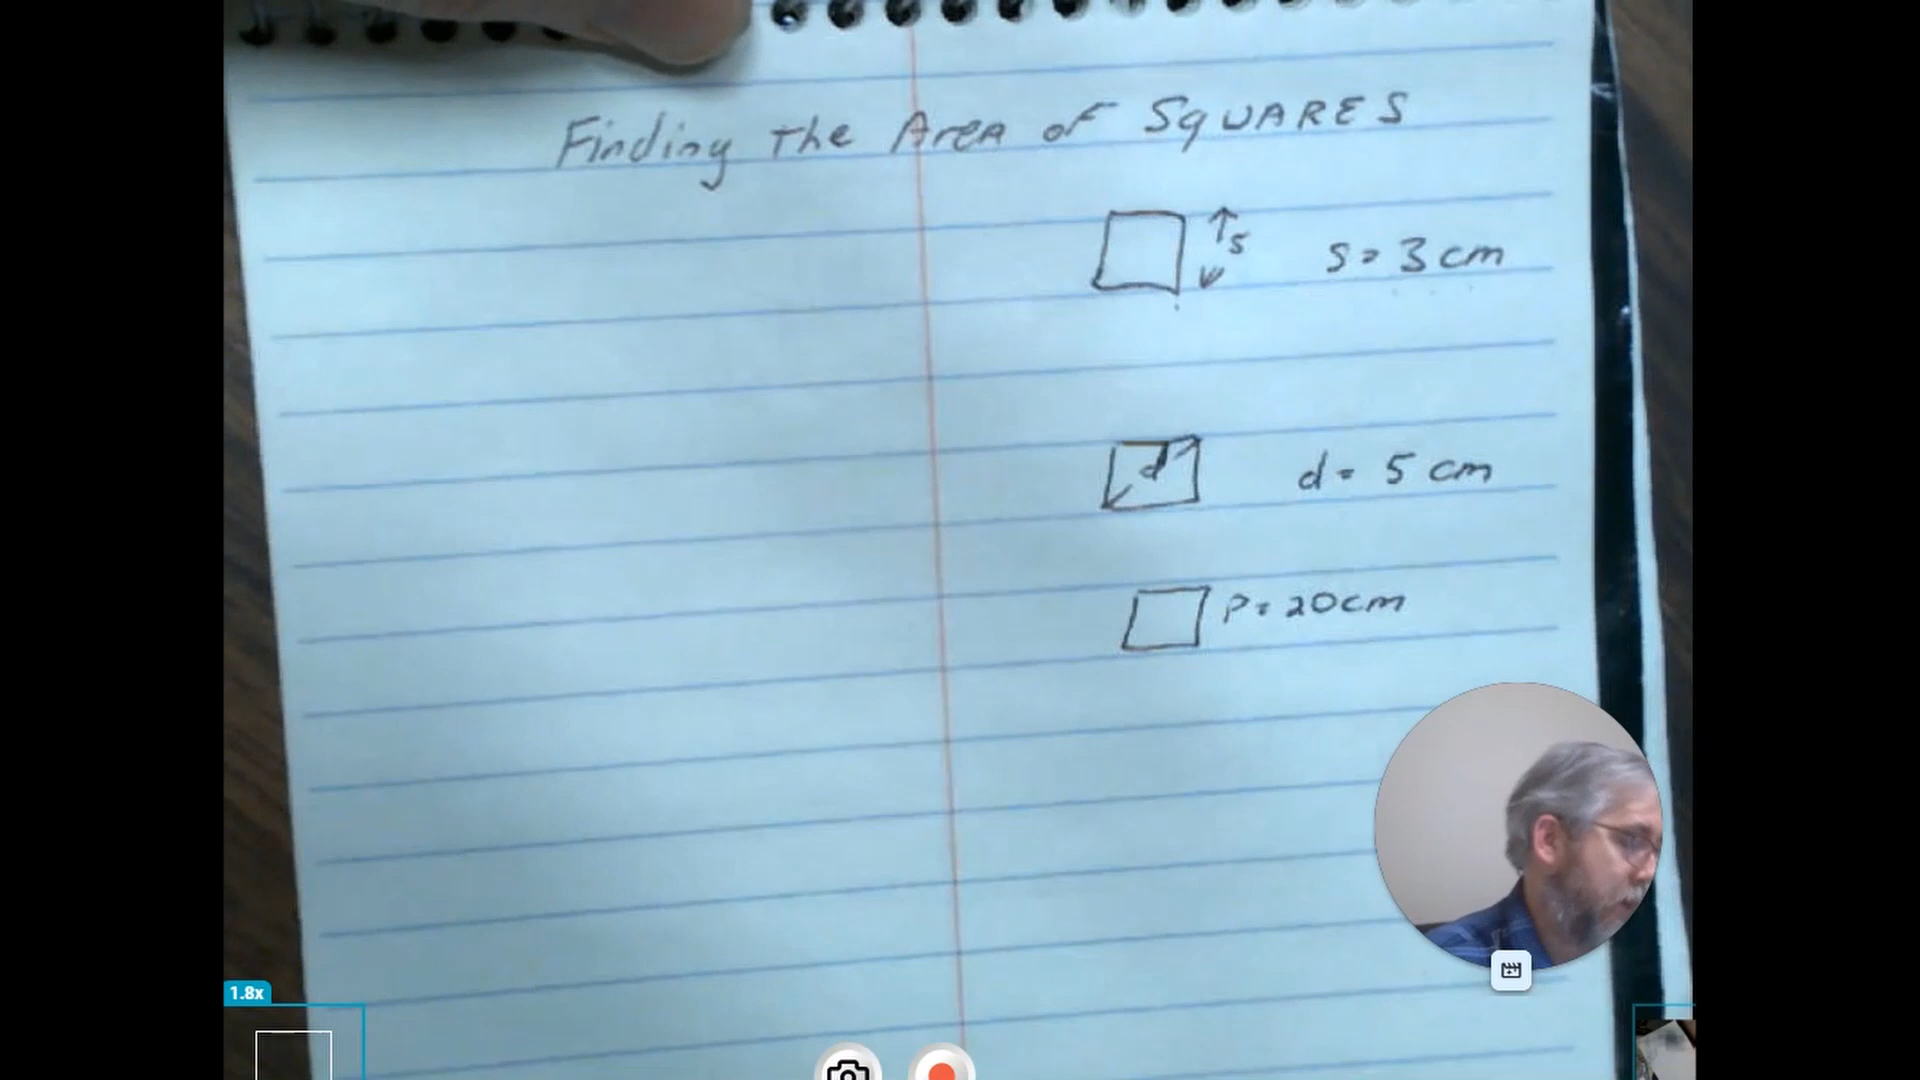 Finding The Area of SQUARES
s s = 3 cm
d d = 5 cm
P = 20cm
1.8x